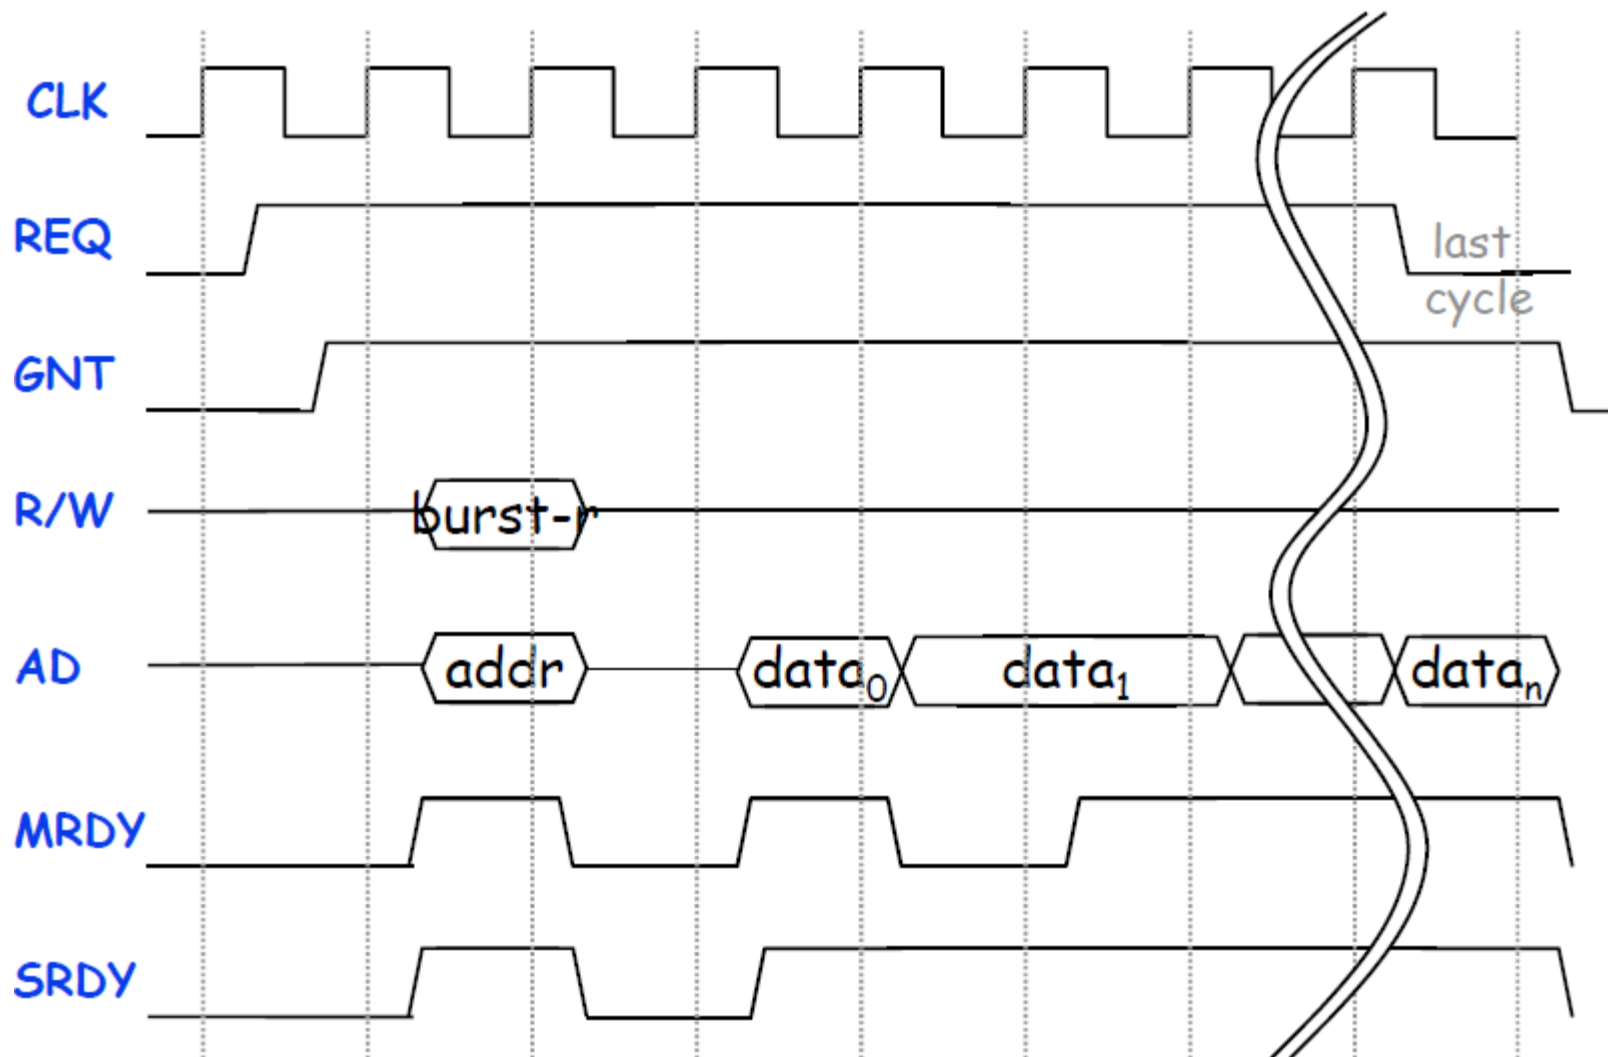 CLK
REQ
last
cycle
GNT
R/W
burst-r
AD
addr
data0
data1
datan
MRDY
SRDY